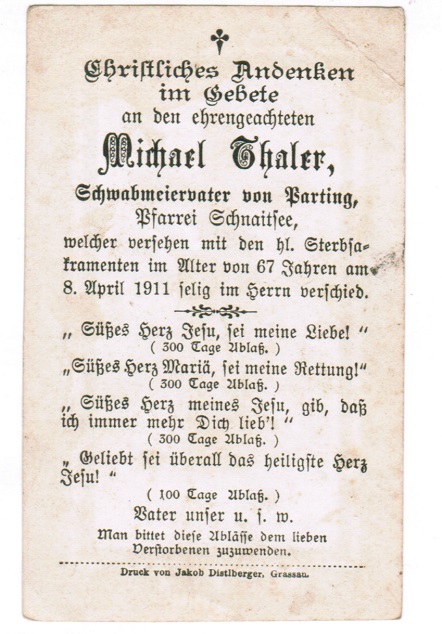 Christliches Andenken
im Gebete
an den ehrengeachteten
Michael Thaler,
Schwabmeiervater von Parting,
Pfarrei Schnaitsee,
welcher versehen mit den hl. Sterbsa-
kramenten im Alter von 67 Jahren am
8. April 1911 selig im Herrn verschied.
„ Süßes Herz Jesu, sei meine Liebe! “
( 300 Tage Ablaß. )
„Süßes Herz Mariä, sei meine Rettung!“
(300 Tage Ablaß. )
„ Süßes Herz meines Jesu, gib, daß
ich immer mehr Dich lieb'! “
(300 Tage Ablaß. )
„ Geliebt sei überall das heiligste Herz
Jesu! “
( 100 Tage Ablaß. )
Vater unser u. s. w.
Man bittet diese Ablässe dem lieben
Verstorbenen zuzuwenden.
Druck von Jakob Distlberger, Grassau.